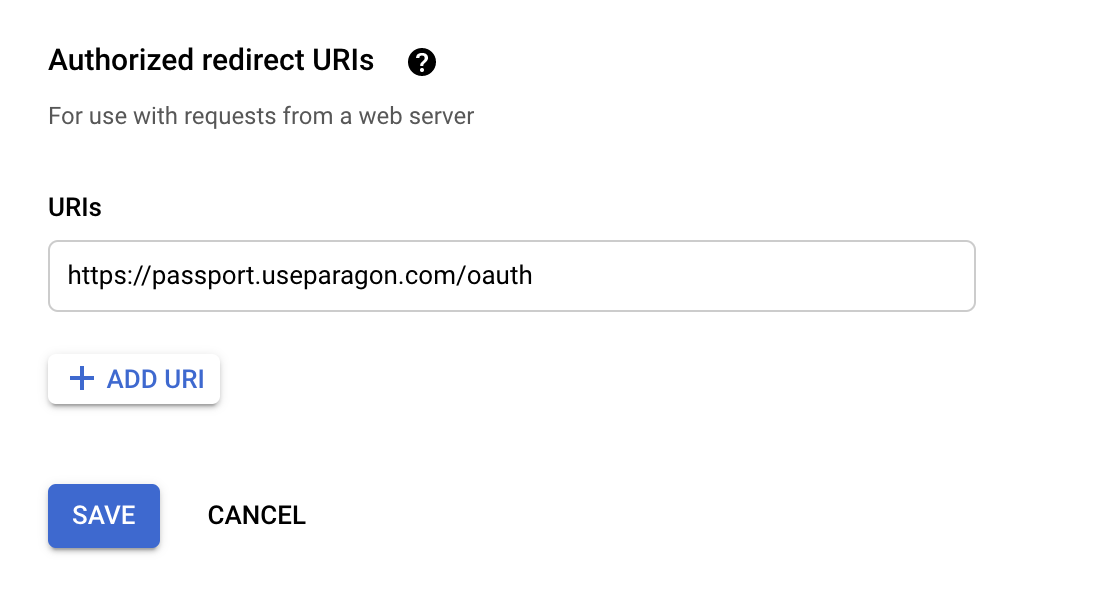 Authorized redirect URIs ?
For use with requests from a web server
URIs
https://passport.useparagon.com/oauth
+ ADD URI
SAVE CANCEL